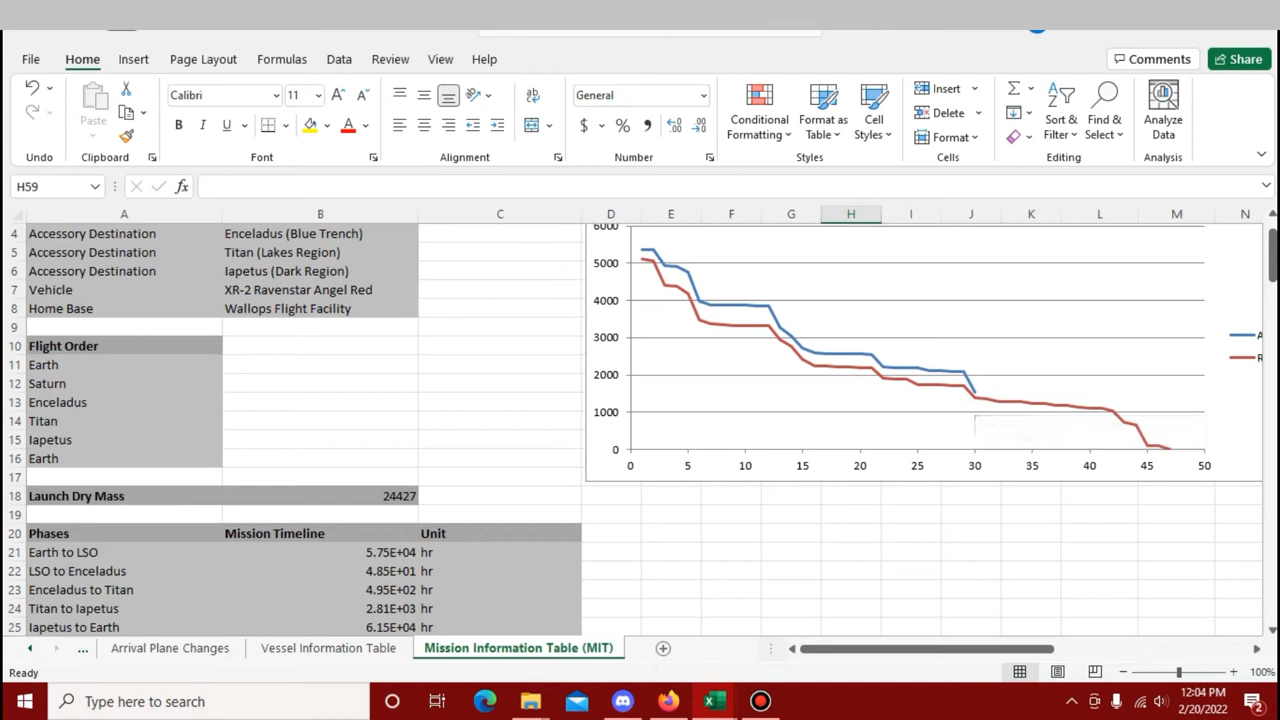 File Home Insert Page Layout Formulas Data Review View Help Comments Share
Paste Calibri 11 General Conditional Formatting Format as Table Cell Styles Insert Delete Format Sort & Filter Find & Select Analyze Data
Undo Clipboard Font Alignment Number Styles Cells Editing Analysis
H59 fx
A B C D E F G H I J K L M N
4 Accessory Destination Enceladus (Blue Trench)
5 Accessory Destination Titan (Lakes Region)
6 Accessory Destination Iapetus (Dark Region)
7 Vehicle XR-2 Ravenstar Angel Red
8 Home Base Wallops Flight Facility
9
10 Flight Order
11 Earth
12 Saturn
13 Enceladus
14 Titan
15 Iapetus
16 Earth
17
18 Launch Dry Mass 24427
19
20 Phases Mission Timeline Unit
21 Earth to LSO 5.75E+04 hr
22 LSO to Enceladus 4.85E+01 hr
23 Enceladus to Titan 4.95E+02 hr
24 Titan to Iapetus 2.81E+03 hr
25 Iapetus to Earth 6.15E+04 hr
6000
5000
4000
3000
2000
1000
0
0 5 10 15 20 25 30 35 40 45 50
... Arrival Plane Changes Vessel Information Table Mission Information Table (MIT)
Ready 100%
Type here to search
12:04 PM
2/20/2022
2